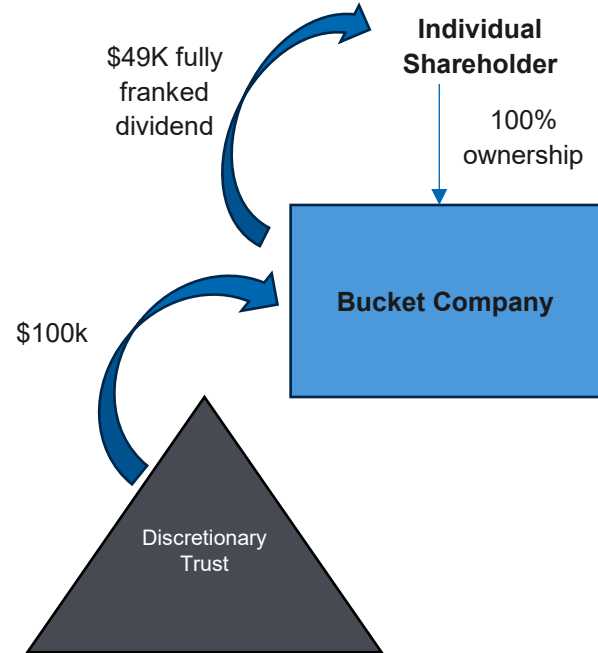 $49K fully
franked
dividend
Individual
Shareholder
100%
ownership
Bucket Company
$100k
Discretionary
Trust